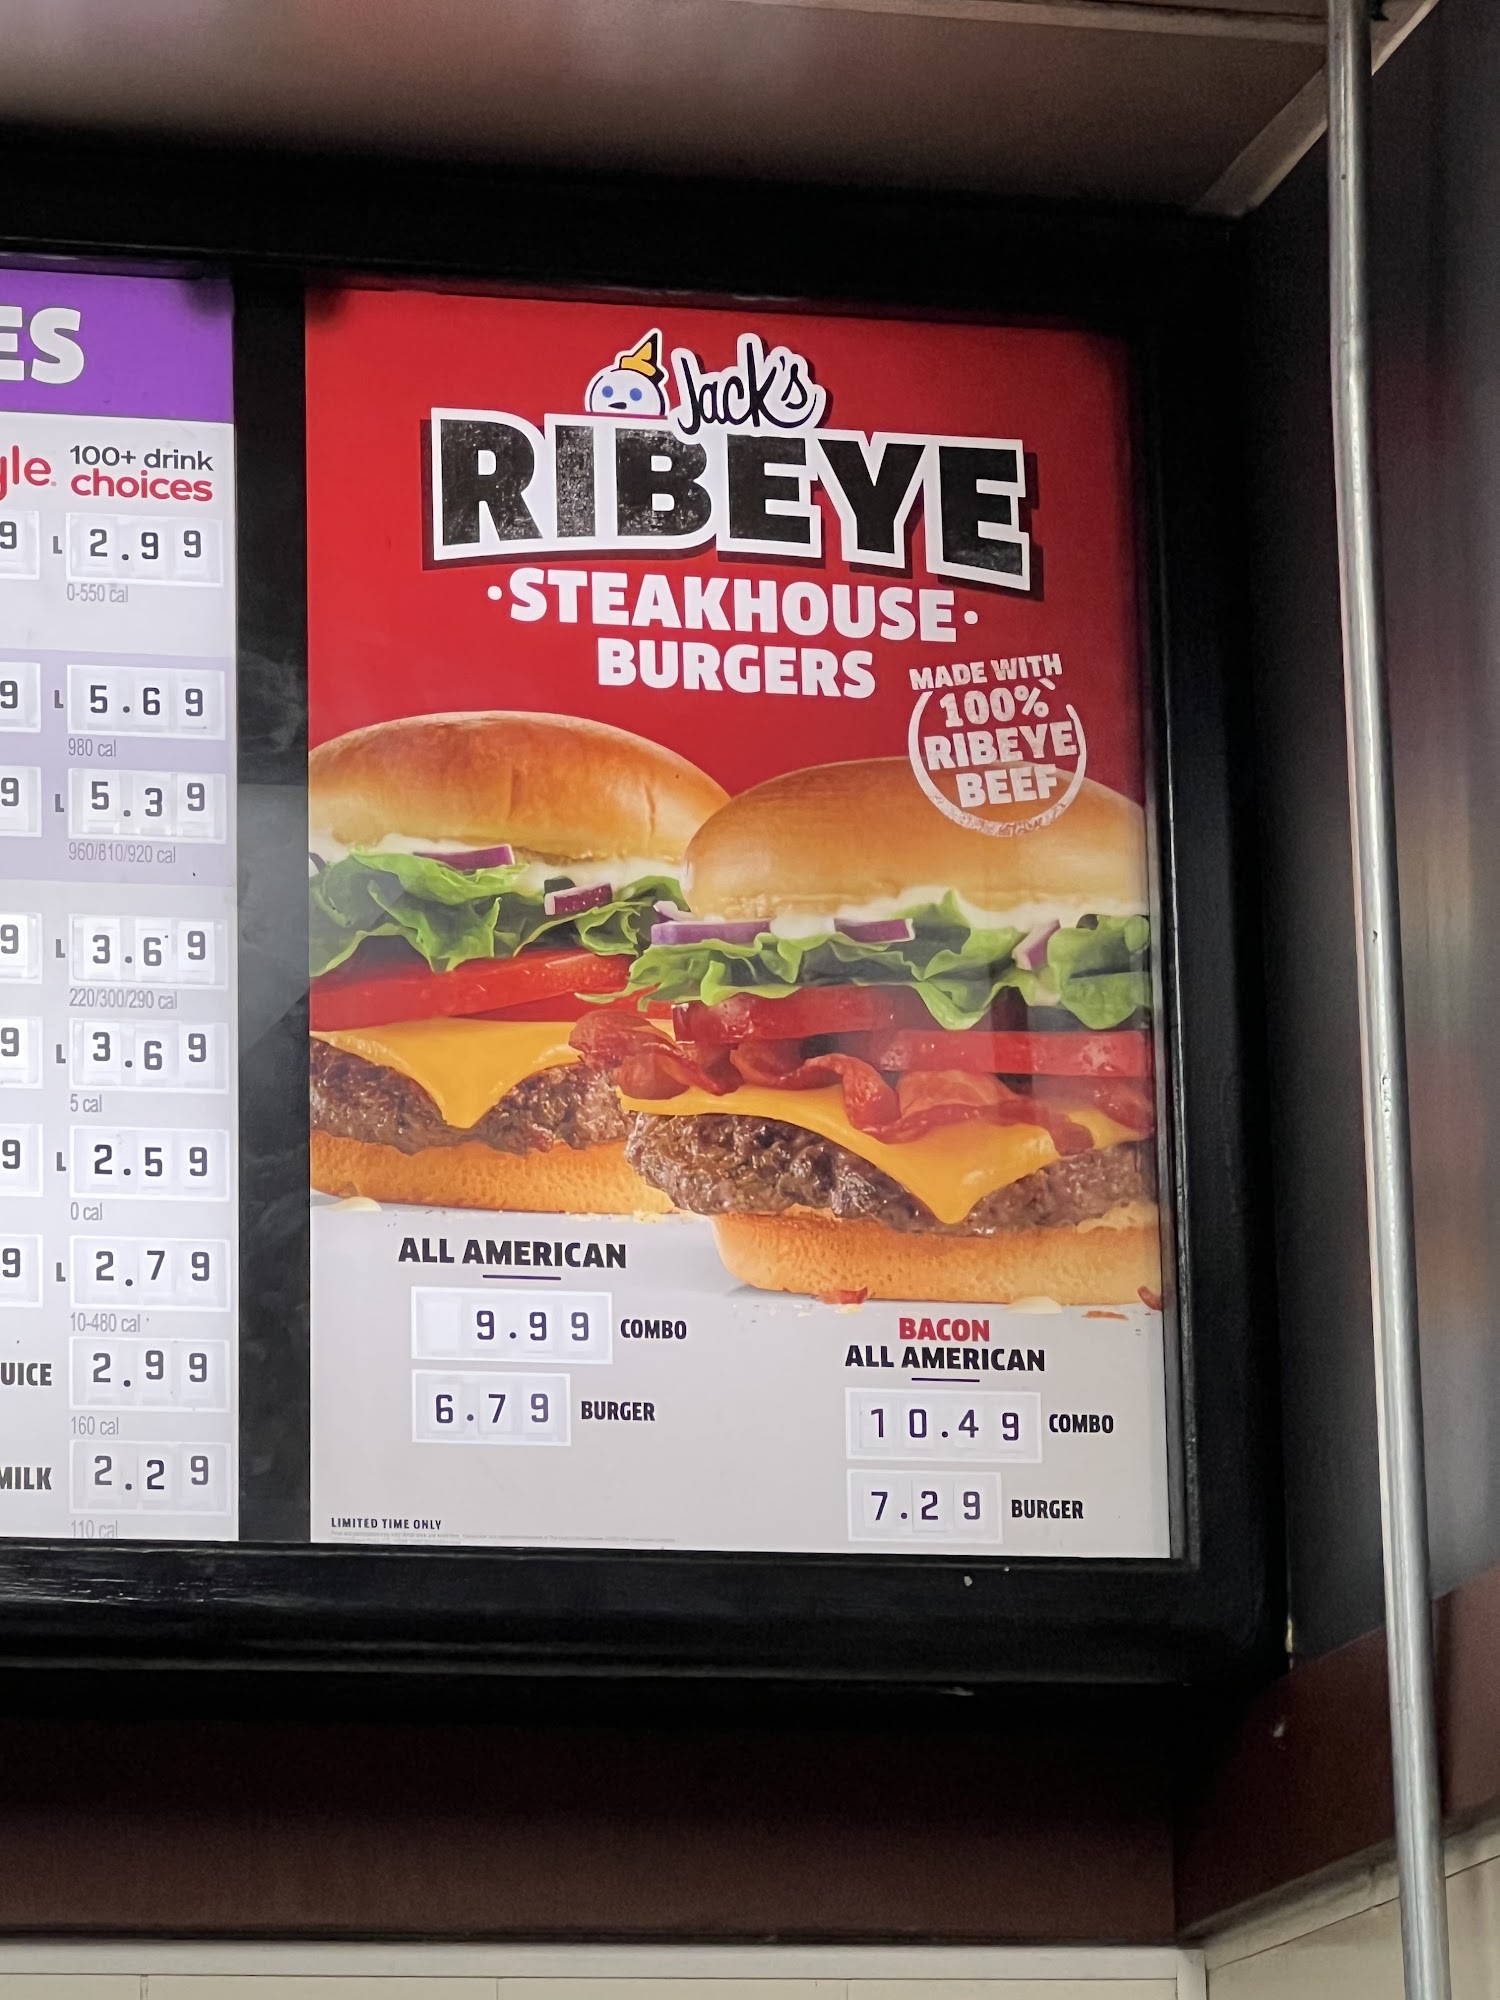 ES
100+ drink
choices
9 L 2.99
0-550 cal
9 L 5.69
980 cal
9 L 5.39
960/810/920 cal
9 L 3.69
220/300/290 cal
9 L 3.69
5 cal
9 L 2.59
0 cal
9 L 2.79
10-480 cal
UICE 2.99
160 cal
MILK 2.29
110 cal
Jack's
RIBEYE
•STEAKHOUSE•
BURGERS
MADE WITH
100%
RIBEYE
BEEF
ALL AMERICAN
9.99 COMBO
6.79 BURGER
BACON
ALL AMERICAN
10.49 COMBO
7.29 BURGER
LIMITED TIME ONLY